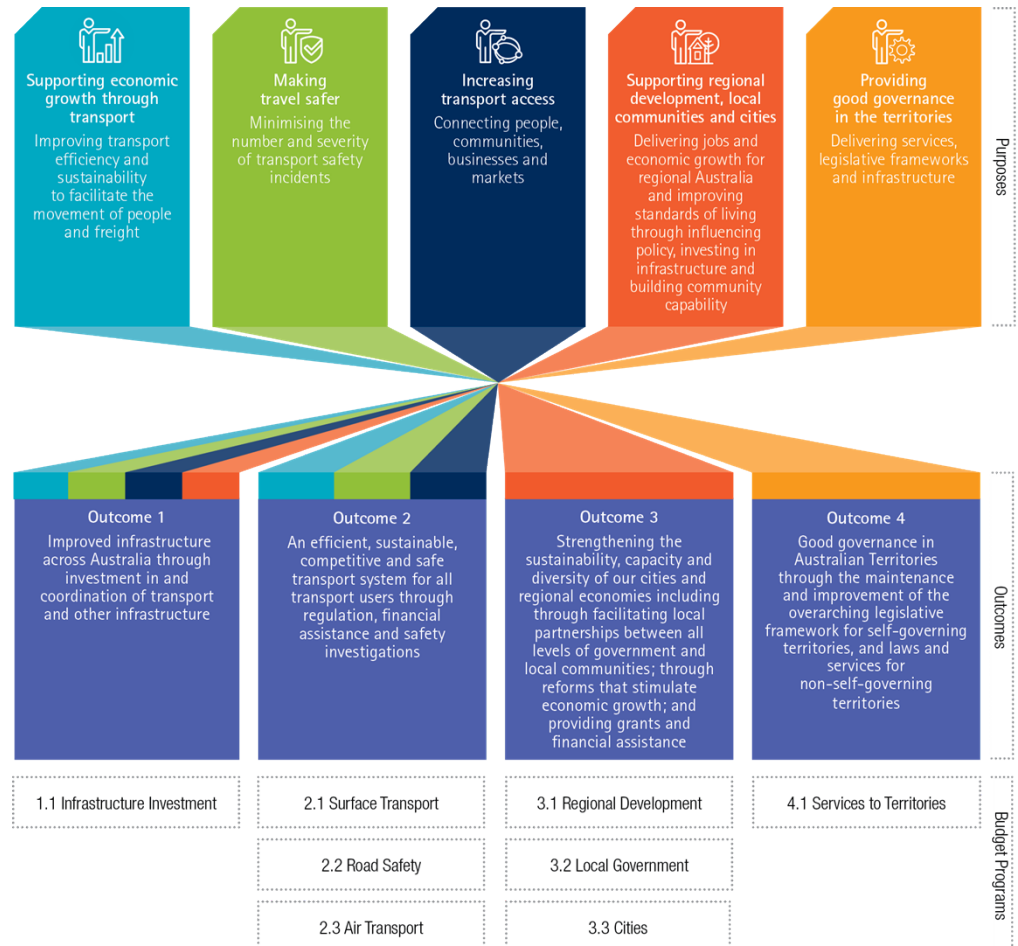 Supporting economic
growth through
transport
Improving transport
efficiency and
sustainability
to facilitate the
movement of people
and freight
Making
travel safer
Minimising the
number and severity
of transport safety
incidents
Increasing
transport access
Connecting people,
communities,
businesses and
markets
Supporting regional
development, local
communities and cities
Delivering jobs and
economic growth for
regional Australia
and improving
standards of living
through influencing
policy, investing in
infrastructure and
building community
capability
Providing
good governance
in the territories
Delivering services,
legislative frameworks
and infrastructure
Purposes
Outcome 1
Improved infrastructure
across Australia through
investment in and
coordination of transport
and other infrastructure
Outcome 2
An efficient, sustainable,
competitive and safe
transport system for all
transport users through
regulation, financial
assistance and safety
investigations
Outcome 3
Strengthening the
sustainability, capacity and
diversity of our cities and
regional economies including
through facilitating local
partnerships between all
levels of government and
local communities; through
reforms that stimulate
economic growth; and
providing grants and
financial assistance
Outcome 4
Good governance in
Australian Territories
through the maintenance
and improvement of the
overarching legislative
framework for self-governing
territories, and laws and
services for
non-self-governing
territories
Outcomes
1.1 Infrastructure Investment
2.1 Surface Transport
3.1 Regional Development
4.1 Services to Territories
2.2 Road Safety
3.2 Local Government
2.3 Air Transport
3.3 Cities
Budget Programs